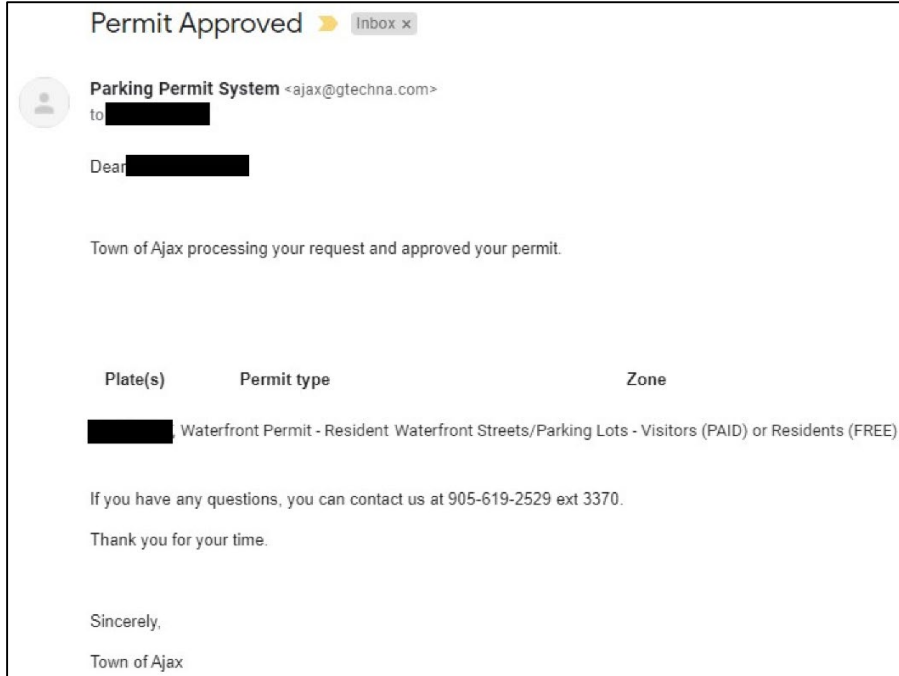 Permit Approved Inbox x
Parking Permit System <ajax@gtechna.com>
to
Dear
Town of Ajax processing your request and approved your permit.
Plate(s) Permit type Zone
, Waterfront Permit - Resident Waterfront Streets/Parking Lots - Visitors (PAID) or Residents (FREE)
If you have any questions, you can contact us at 905-619-2529 ext 3370.
Thank you for your time.
Sincerely,
Town of Ajax